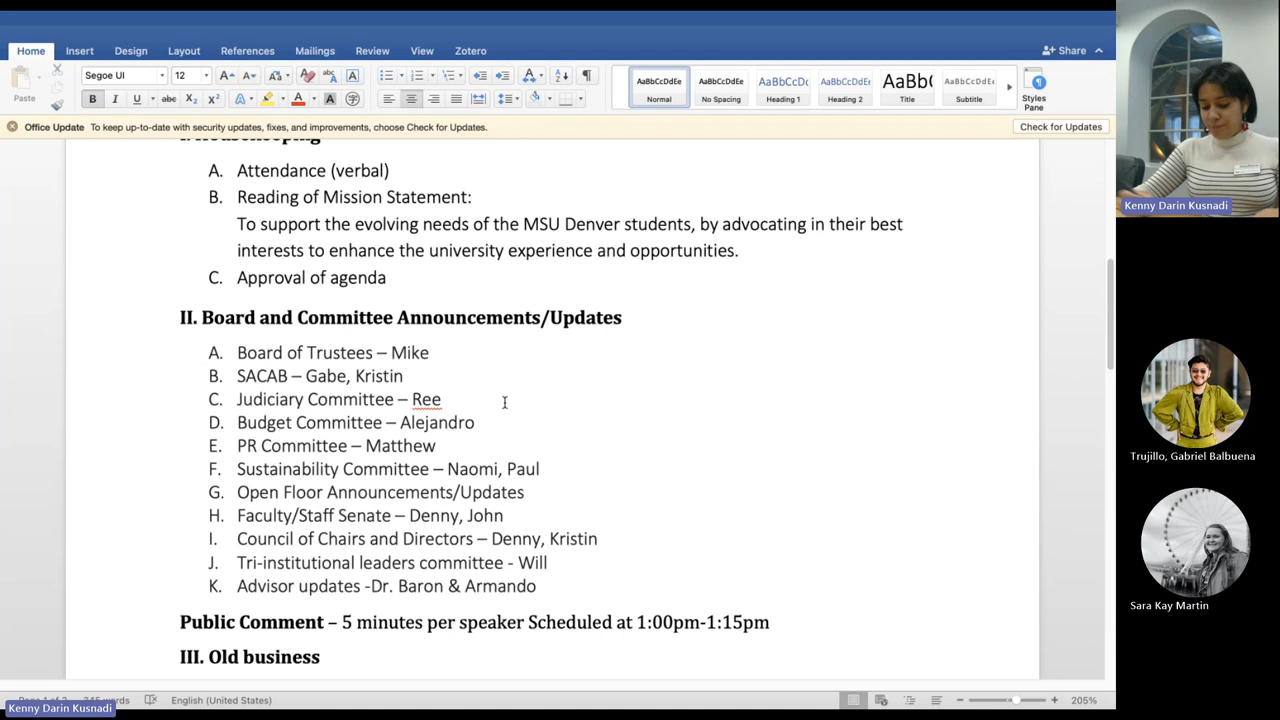 Home Insert Design Layout References Mailings Review View Zotero Share
Paste
Segoe UI 12
AaBbCcDdEe AaBbCcDdEe AaBbCcDc AaBbCcDdEe AaBb( AaBbCcDdEe
Normal No Spacing Heading 1 Heading 2 Title Subtitle
Styles Pane
Office Update To keep up-to-date with security updates, fixes, and improvements, choose Check for Updates. Check for Updates
I. Housekeeping
A. Attendance (verbal)
B. Reading of Mission Statement:
To support the evolving needs of the MSU Denver students, by advocating in their best
interests to enhance the university experience and opportunities.
C. Approval of agenda
II. Board and Committee Announcements/Updates
A. Board of Trustees – Mike
B. SACAB – Gabe, Kristin
C. Judiciary Committee – Ree
D. Budget Committee – Alejandro
E. PR Committee – Matthew
F. Sustainability Committee – Naomi, Paul
G. Open Floor Announcements/Updates
H. Faculty/Staff Senate – Denny, John
I. Council of Chairs and Directors – Denny, Kristin
J. Tri-institutional leaders committee - Will
K. Advisor updates -Dr. Baron & Armando
Public Comment – 5 minutes per speaker Scheduled at 1:00pm-1:15pm
III. Old business
English (United States) 205%
Kenny Darin Kusnadi
Kenny Darin Kusnadi
Trujillo, Gabriel Balbuena
Sara Kay Martin